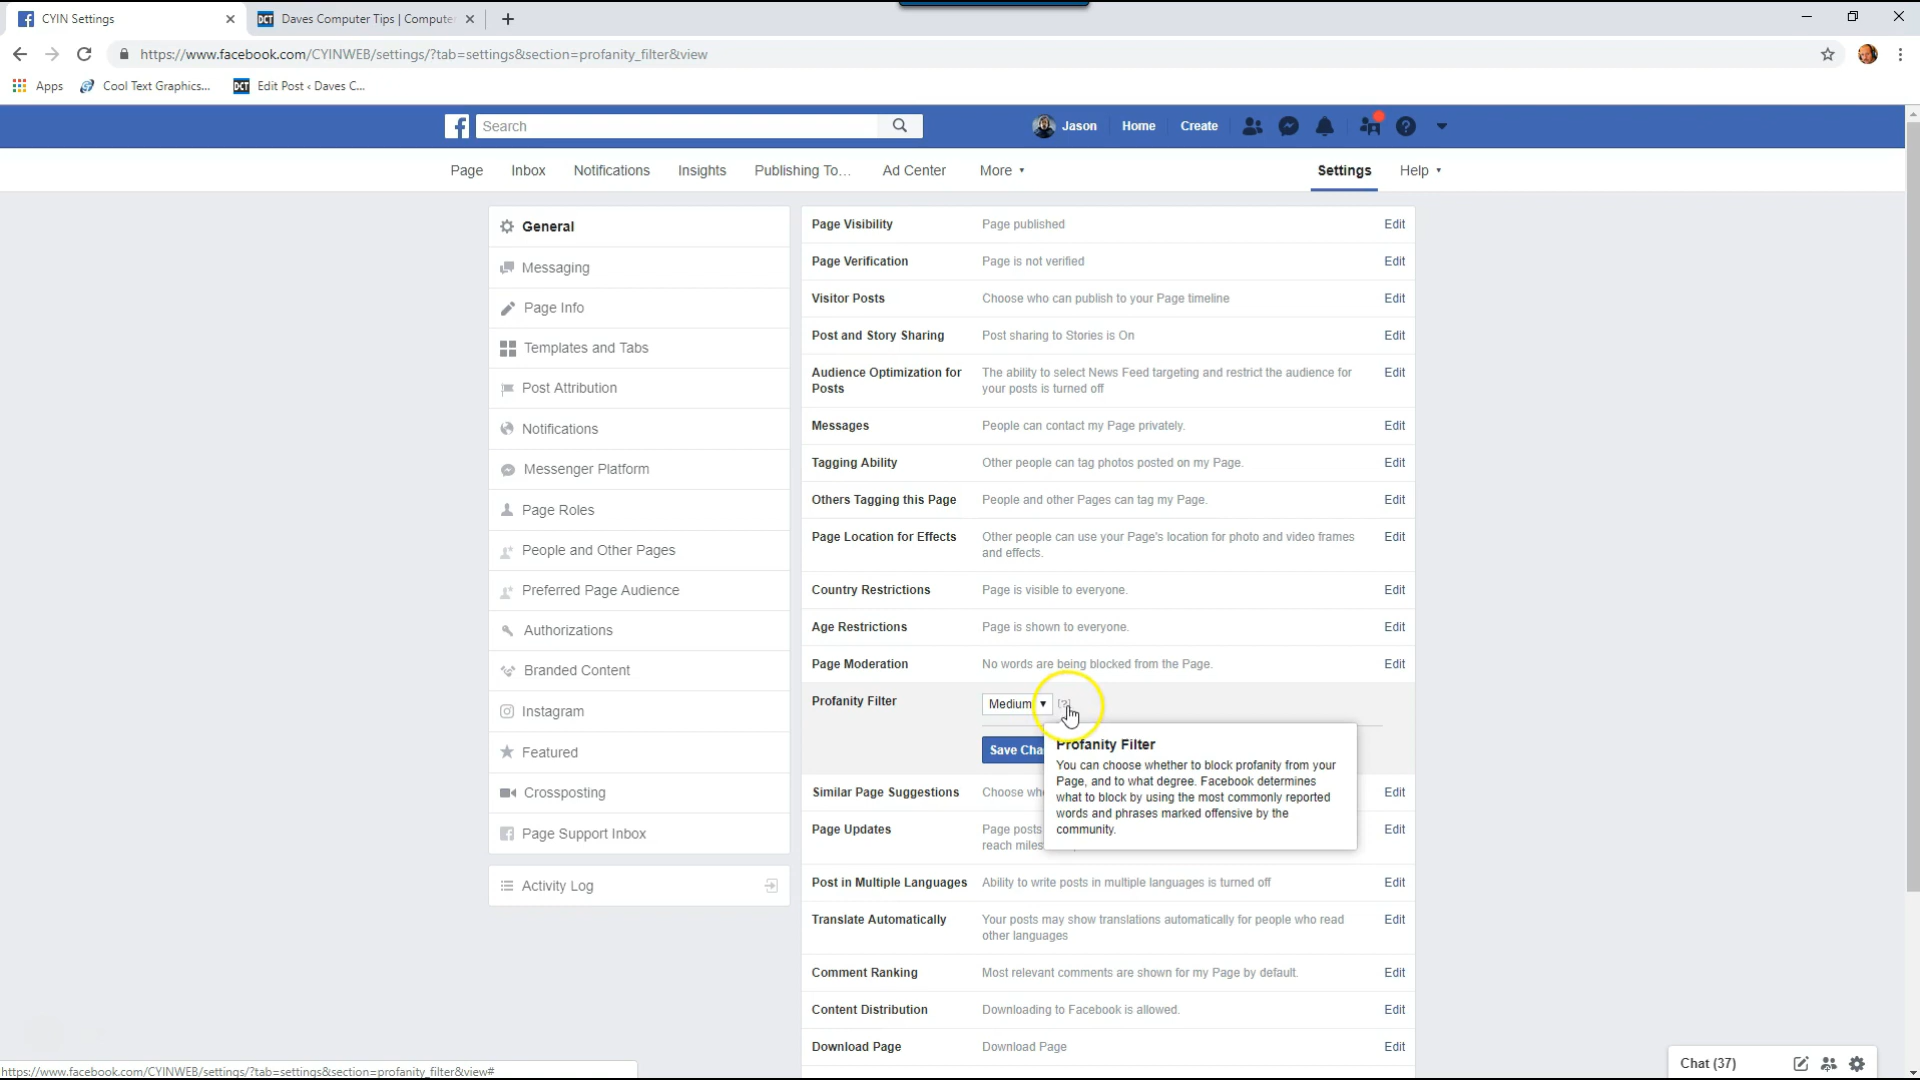 CYIN Settings
Daves Computer Tips | Compute
https://www.facebook.com/CYINWEB/settings/?tab=settings&section=profanity_filter&view
Apps
Cool Text Graphics...
DCT
Edit Post ‹ Daves C...
Search
Jason
Home
Create
Page
Inbox
Notifications
Insights
Publishing To...
Ad Center
More
Settings
Help
General
Messaging
Page Info
Templates and Tabs
Post Attribution
Notifications
Messenger Platform
Page Roles
People and Other Pages
Preferred Page Audience
Authorizations
Branded Content
Instagram
Featured
Crossposting
Page Support Inbox
Activity Log
Page Visibility Page published Edit
Page Verification Page is not verified Edit
Visitor Posts Choose who can publish to your Page timeline Edit
Post and Story Sharing Post sharing to Stories is On Edit
Audience Optimization for The ability to select News Feed targeting and restrict the audience for Edit
Posts your posts is turned off
Messages People can contact my Page privately. Edit
Tagging Ability Other people can tag photos posted on my Page. Edit
Others Tagging this Page People and other Pages can tag my Page. Edit
Page Location for Effects Other people can use your Page's location for photo and video frames Edit
and effects.
Country Restrictions Page is visible to everyone. Edit
Age Restrictions Page is shown to everyone. Edit
Page Moderation No words are being blocked from the Page. Edit
Profanity Filter Medium [?]
Save Cha
Profanity Filter
You can choose whether to block profanity from your
Page, and to what degree. Facebook determines
what to block by using the most commonly reported
words and phrases marked offensive by the
community.
Similar Page Suggestions Choose wh Edit
Page Updates Page posts Edit
reach miles
Post in Multiple Languages Ability to write posts in multiple languages is turned off Edit
Translate Automatically Your posts may show translations automatically for people who read Edit
other languages
Comment Ranking Most relevant comments are shown for my Page by default. Edit
Content Distribution Downloading to Facebook is allowed. Edit
Download Page Download Page Edit
Chat (37)
https://www.facebook.com/CYINWEB/settings/?tab=settings&section=profanity_filter&view#